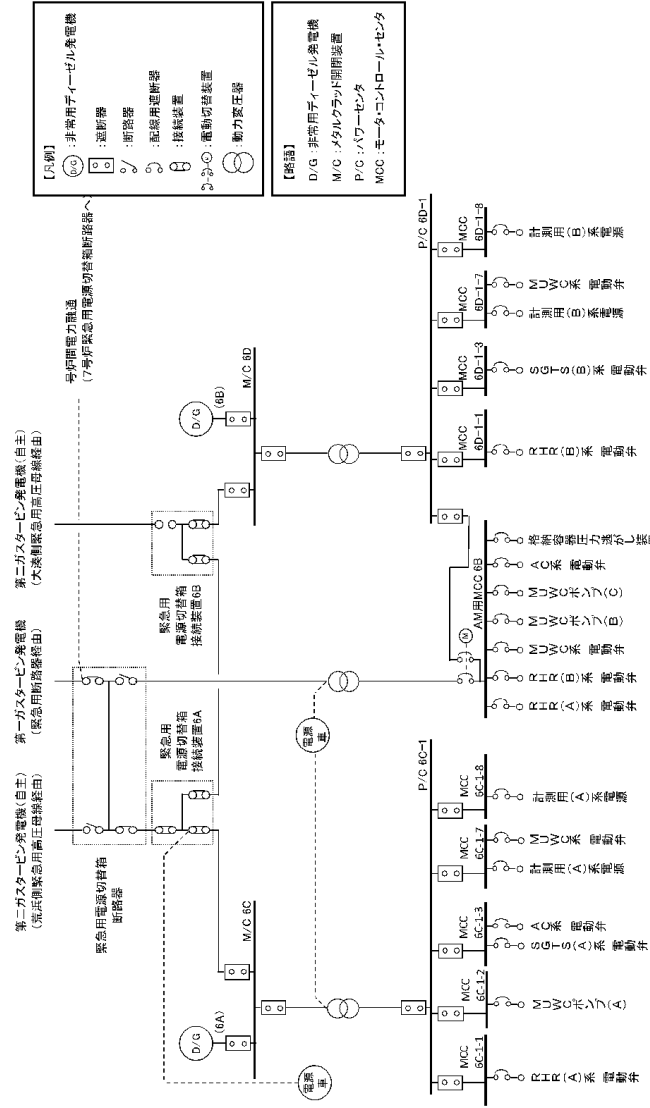 第二ガスタービン発電機(自主)
(荒浜側緊急用高圧母線経由)
第一ガスタービン発電機
(緊急用断路器経由)
第二ガスタービン発電機(自主)
(大湊側緊急用高圧母線経由)
号炉間電力融通
(7号炉緊急用電源切替箱断路器へ)
緊急用電源切替箱
断路器
緊急用
電源切替箱
接続装置6A
緊急用
電源切替箱
接続装置6B
D/G
(6A)
M/C 6C
D/G
(6B)
M/C 6D
電源
車
電源
車
P/C 6C-1
MCC
6C-1-1
MCC
6C-1-2
MCC
6C-1-3
MCC
6C-1-7
MCC
6C-1-8
RHR(A)系 電動弁
MUWCポンプ(A)
SGTS(A)系 電動弁
AC系 電動弁
計測用(A)系電源
MUWC系 電動弁
計測用(A)系電源
M
AM用MCC 6B
RHR(A)系 電動弁
RHR(B)系 電動弁
MUWC系 電動弁
MUWCポンプ(B)
MUWCポンプ(C)
AC系 電動弁
格納容器圧力逃がし装
P/C 6D-1
MCC
6D-1-1
MCC
6D-1-3
MCC
6D-1-7
MCC
6D-1-8
RHR(B)系 電動弁
SGTS(B)系 電動弁
計測用(B)系電源
MUWC系 電動弁
計測用(B)系電源
【凡例】
D/G :非常用ディーゼル発電機
:遮断器
:断路器
:配線用遮断器
:接続装置
:電動切替装置
:動力変圧器
【略語】
D/G :非常用ディーゼル発電機
M/C :メタルクラッド開閉装置
P/C :パワーセンタ
MCC :モータ・コントロール・センタ